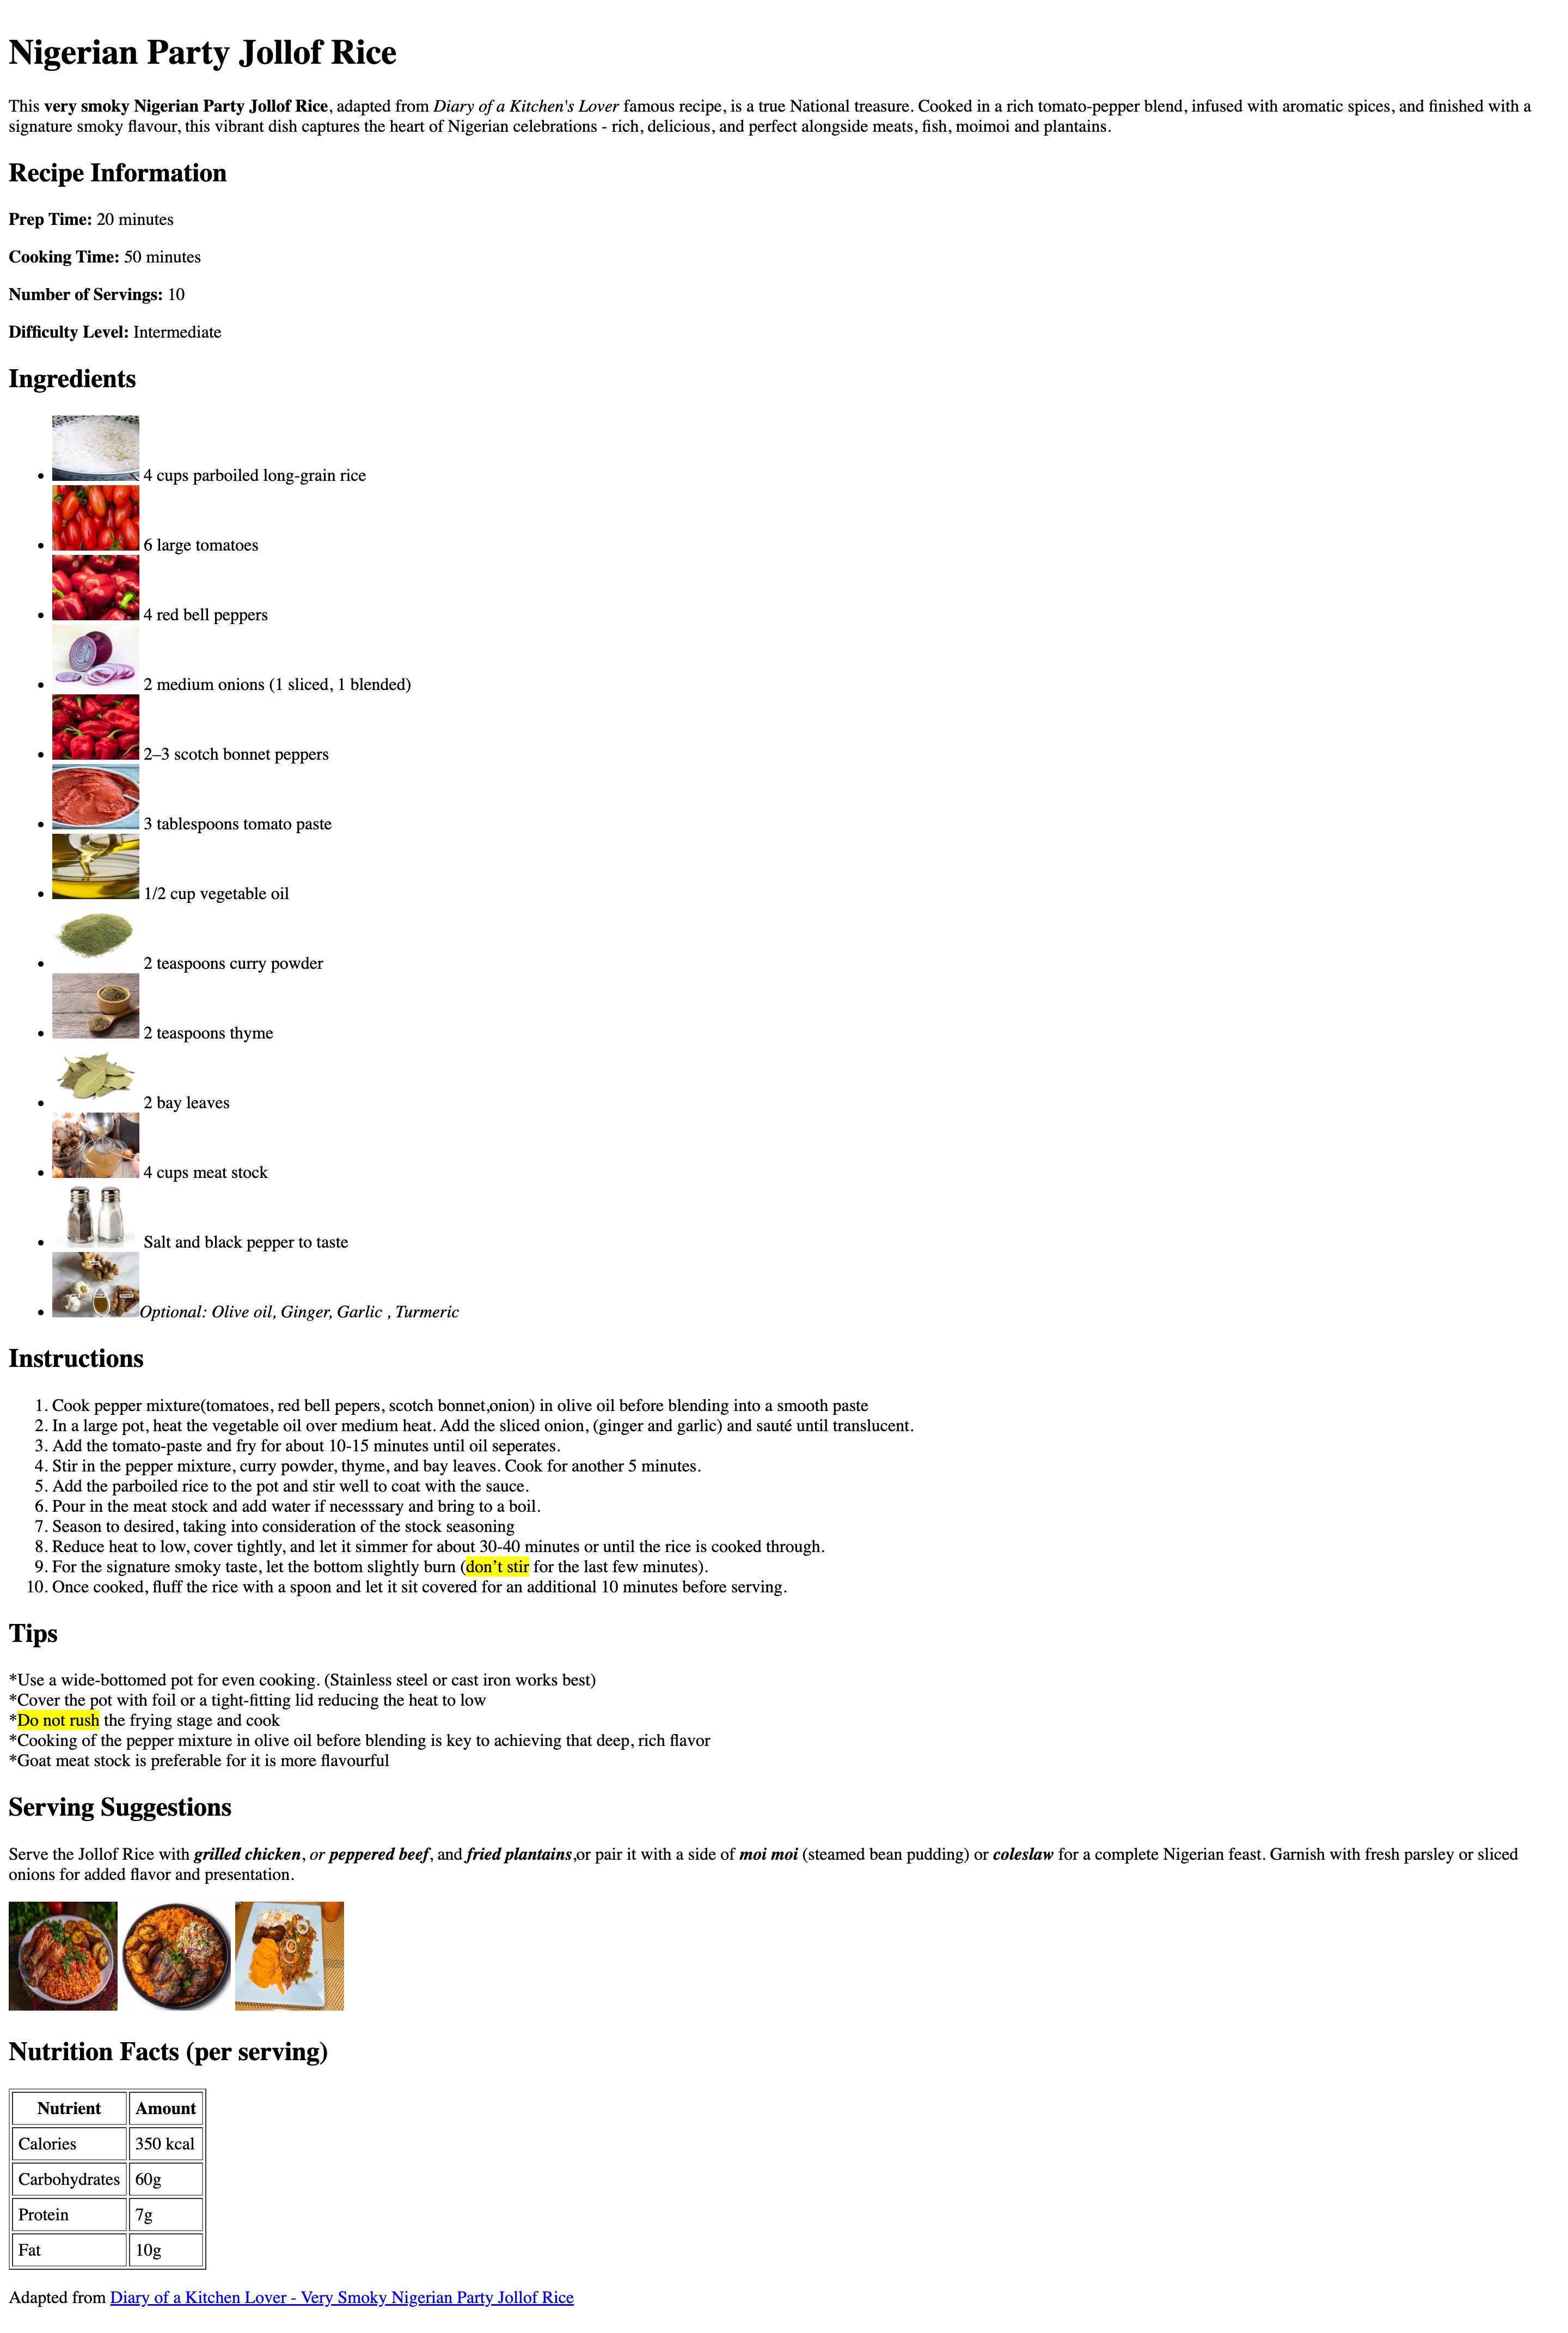 Nigerian Party Jollof Rice
This very smoky Nigerian Party Jollof Rice, adapted from Diary of a Kitchen's Lover famous recipe, is a true National treasure. Cooked in a rich tomato-pepper blend, infused with aromatic spices, and finished with a
signature smoky flavour, this vibrant dish captures the heart of Nigerian celebrations - rich, delicious, and perfect alongside meats, fish, moimoi and plantains.
Recipe Information
Prep Time: 20 minutes
Cooking Time: 50 minutes
Number of Servings: 10
Difficulty Level: Intermediate
Ingredients
• 4 cups parboiled long-grain rice
• 6 large tomatoes
• 4 red bell peppers
• 2 medium onions (1 sliced, 1 blended)
• 2–3 scotch bonnet peppers
• 3 tablespoons tomato paste
• 1/2 cup vegetable oil
• 2 teaspoons curry powder
• 2 teaspoons thyme
• 2 bay leaves
• 4 cups meat stock
• Salt and black pepper to taste
• Optional: Olive oil, Ginger, Garlic , Turmeric
Instructions
1. Cook pepper mixture(tomatoes, red bell pepers, scotch bonnet,onion) in olive oil before blending into a smooth paste
2. In a large pot, heat the vegetable oil over medium heat. Add the sliced onion, (ginger and garlic) and sauté until translucent.
3. Add the tomato-paste and fry for about 10-15 minutes until oil seperates.
4. Stir in the pepper mixture, curry powder, thyme, and bay leaves. Cook for another 5 minutes.
5. Add the parboiled rice to the pot and stir well to coat with the sauce.
6. Pour in the meat stock and add water if necesssary and bring to a boil.
7. Season to desired, taking into consideration of the stock seasoning
8. Reduce heat to low, cover tightly, and let it simmer for about 30-40 minutes or until the rice is cooked through.
9. For the signature smoky taste, let the bottom slightly burn (don’t stir for the last few minutes).
10. Once cooked, fluff the rice with a spoon and let it sit covered for an additional 10 minutes before serving.
Tips
*Use a wide-bottomed pot for even cooking. (Stainless steel or cast iron works best)
*Cover the pot with foil or a tight-fitting lid reducing the heat to low
*Do not rush the frying stage and cook
*Cooking of the pepper mixture in olive oil before blending is key to achieving that deep, rich flavor
*Goat meat stock is preferable for it is more flavourful
Serving Suggestions
Serve the Jollof Rice with grilled chicken, or peppered beef, and fried plantains,or pair it with a side of moi moi (steamed bean pudding) or coleslaw for a complete Nigerian feast. Garnish with fresh parsley or sliced
onions for added flavor and presentation.
Nutrition Facts (per serving)
Nutrient Amount
Calories 350 kcal
Carbohydrates 60g
Protein 7g
Fat 10g
Adapted from Diary of a Kitchen Lover - Very Smoky Nigerian Party Jollof Rice